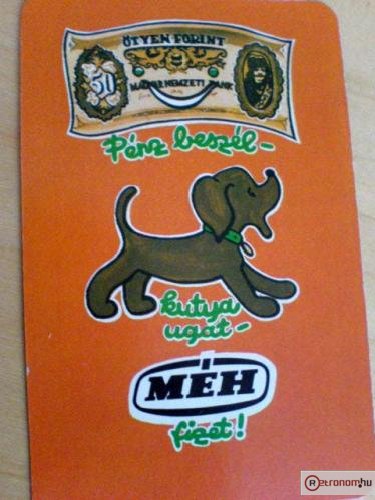 ÖTVEN FORINT
50
MAGYAR NEMZETI BANK
Pénz beszél-
kutya
ugat-
MÉH
fizet!
Retronom.hu